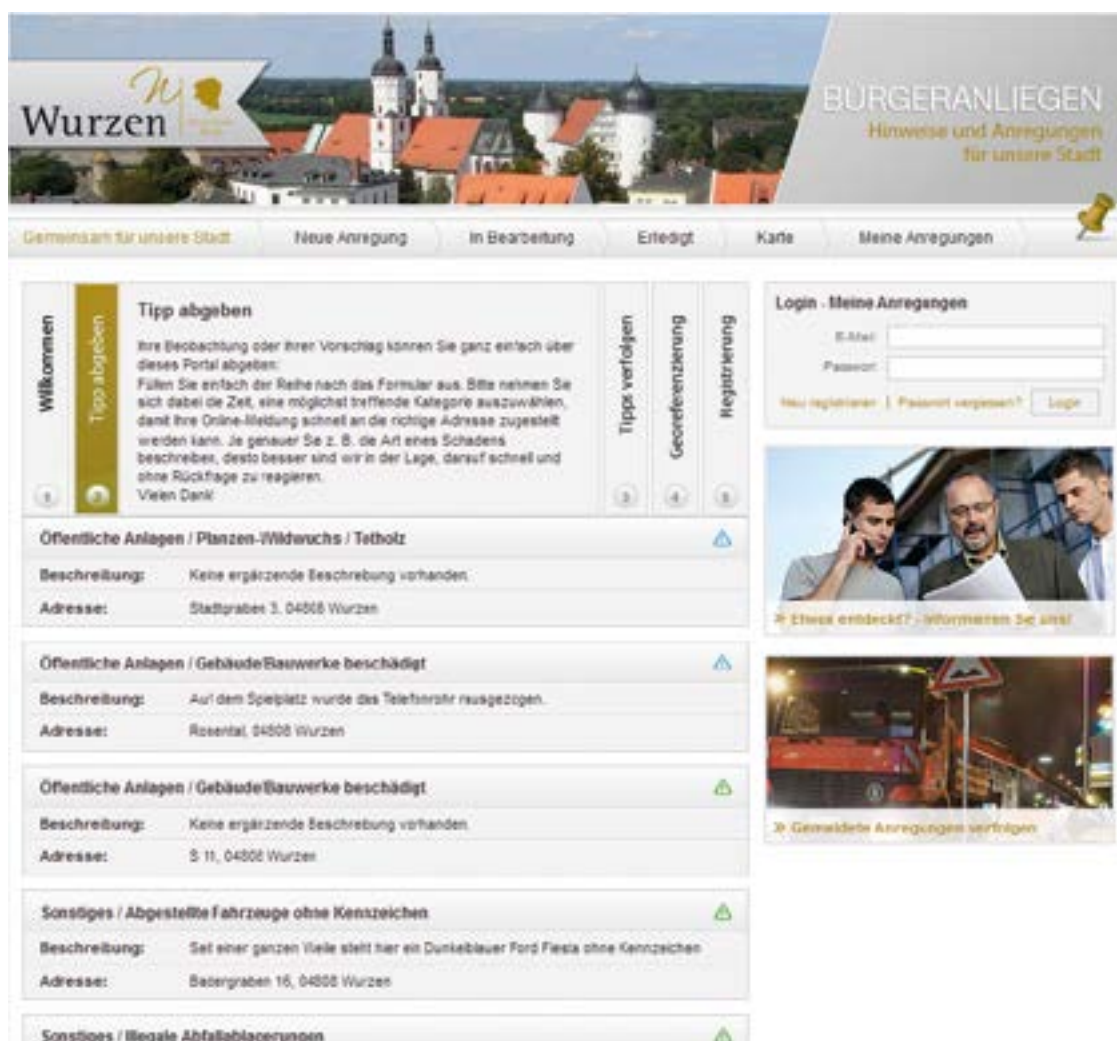 Wurzen
BÜRGERANLIEGEN
Hinweise und Anregungen
für unsere Stadt
Gemeinsam für unsere Stadt
Neue Anregung
In Bearbeitung
Erledigt
Karte
Meine Anregungen
Willkommen
1
Tipp abgeben
2
Tipp abgeben
Ihre Beobachtung oder Ihren Vorschlag können Sie ganz einfach über
dieses Portal abgeben:
Füllen Sie einfach der Reihe nach das Formular aus. Bitte nehmen Sie
sich dabei die Zeit, eine möglichst treffende Kategorie auszuwählen,
damit Ihre Online-Meldung schnell an die richtige Adresse zugestellt
werden kann. Je genauer Sie z. B. die Art eines Schadens
beschreiben, desto besser sind wir in der Lage, darauf schnell und
ohne Rückfrage zu reagieren.
Vielen Dank!
Tipps verfolgen
3
Georeferenzierung
4
Registrierung
5
Login - Meine Anregungen
E-Mail:
Passwort:
Neu registrieren | Passwort vergessen? Login
» Etwas entdeckt? - Informieren Sie uns!
» Gemeldete Anregungen verfolgen
Öffentliche Anlagen / Planzen-Wildwuchs / Totholz
Beschreibung: Keine ergänzende Beschreibung vorhanden.
Adresse: Stadtgraben 3, 04808 Wurzen
Öffentliche Anlagen / Gebäude/Bauwerke beschädigt
Beschreibung: Auf dem Spielplatz wurde das Telefonrohr rausgezogen.
Adresse: Rosental, 04808 Wurzen
Öffentliche Anlagen / Gebäude/Bauwerke beschädigt
Beschreibung: Keine ergänzende Beschreibung vorhanden.
Adresse: S 11, 04808 Wurzen
Sonstiges / Abgestellte Fahrzeuge ohne Kennzeichen
Beschreibung: Seit einer ganzen Weile steht hier ein Dunkelblauer Ford Fiesta ohne Kennzeichen
Adresse: Badergraben 16, 04808 Wurzen
Sonstiges / Illegale Abfallablagerungen